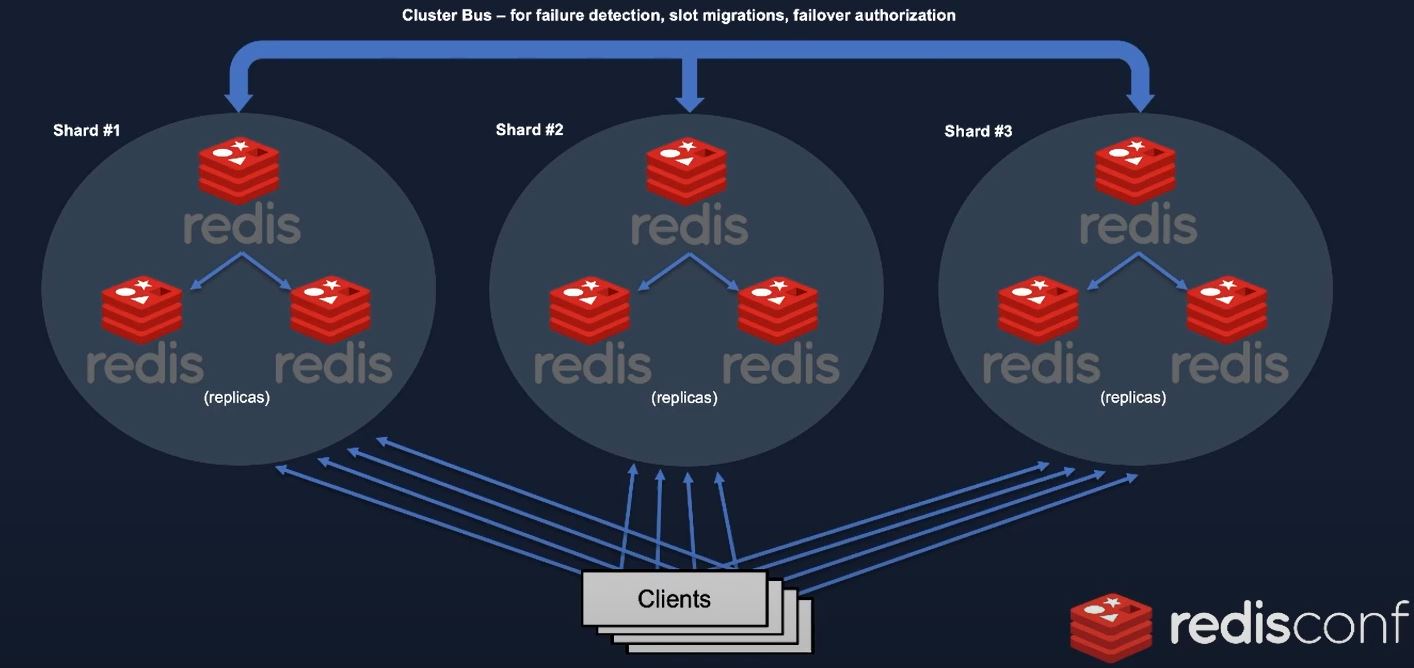 Cluster Bus – for failure detection, slot migrations, failover authorization
Shard #1
Shard #2
Shard #3
redis
redis
redis
redis
redis
redis
redis
redis
redis
(replicas)
(replicas)
(replicas)
Clients
redisconf